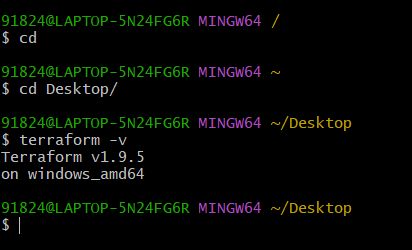 91824@LAPTOP-5N24FG6R MINGW64 /
$ cd
91824@LAPTOP-5N24FG6R MINGW64 ~
$ cd Desktop/
91824@LAPTOP-5N24FG6R MINGW64 ~/Desktop
$ terraform -v
Terraform v1.9.5
on windows_amd64
91824@LAPTOP-5N24FG6R MINGW64 ~/Desktop
$